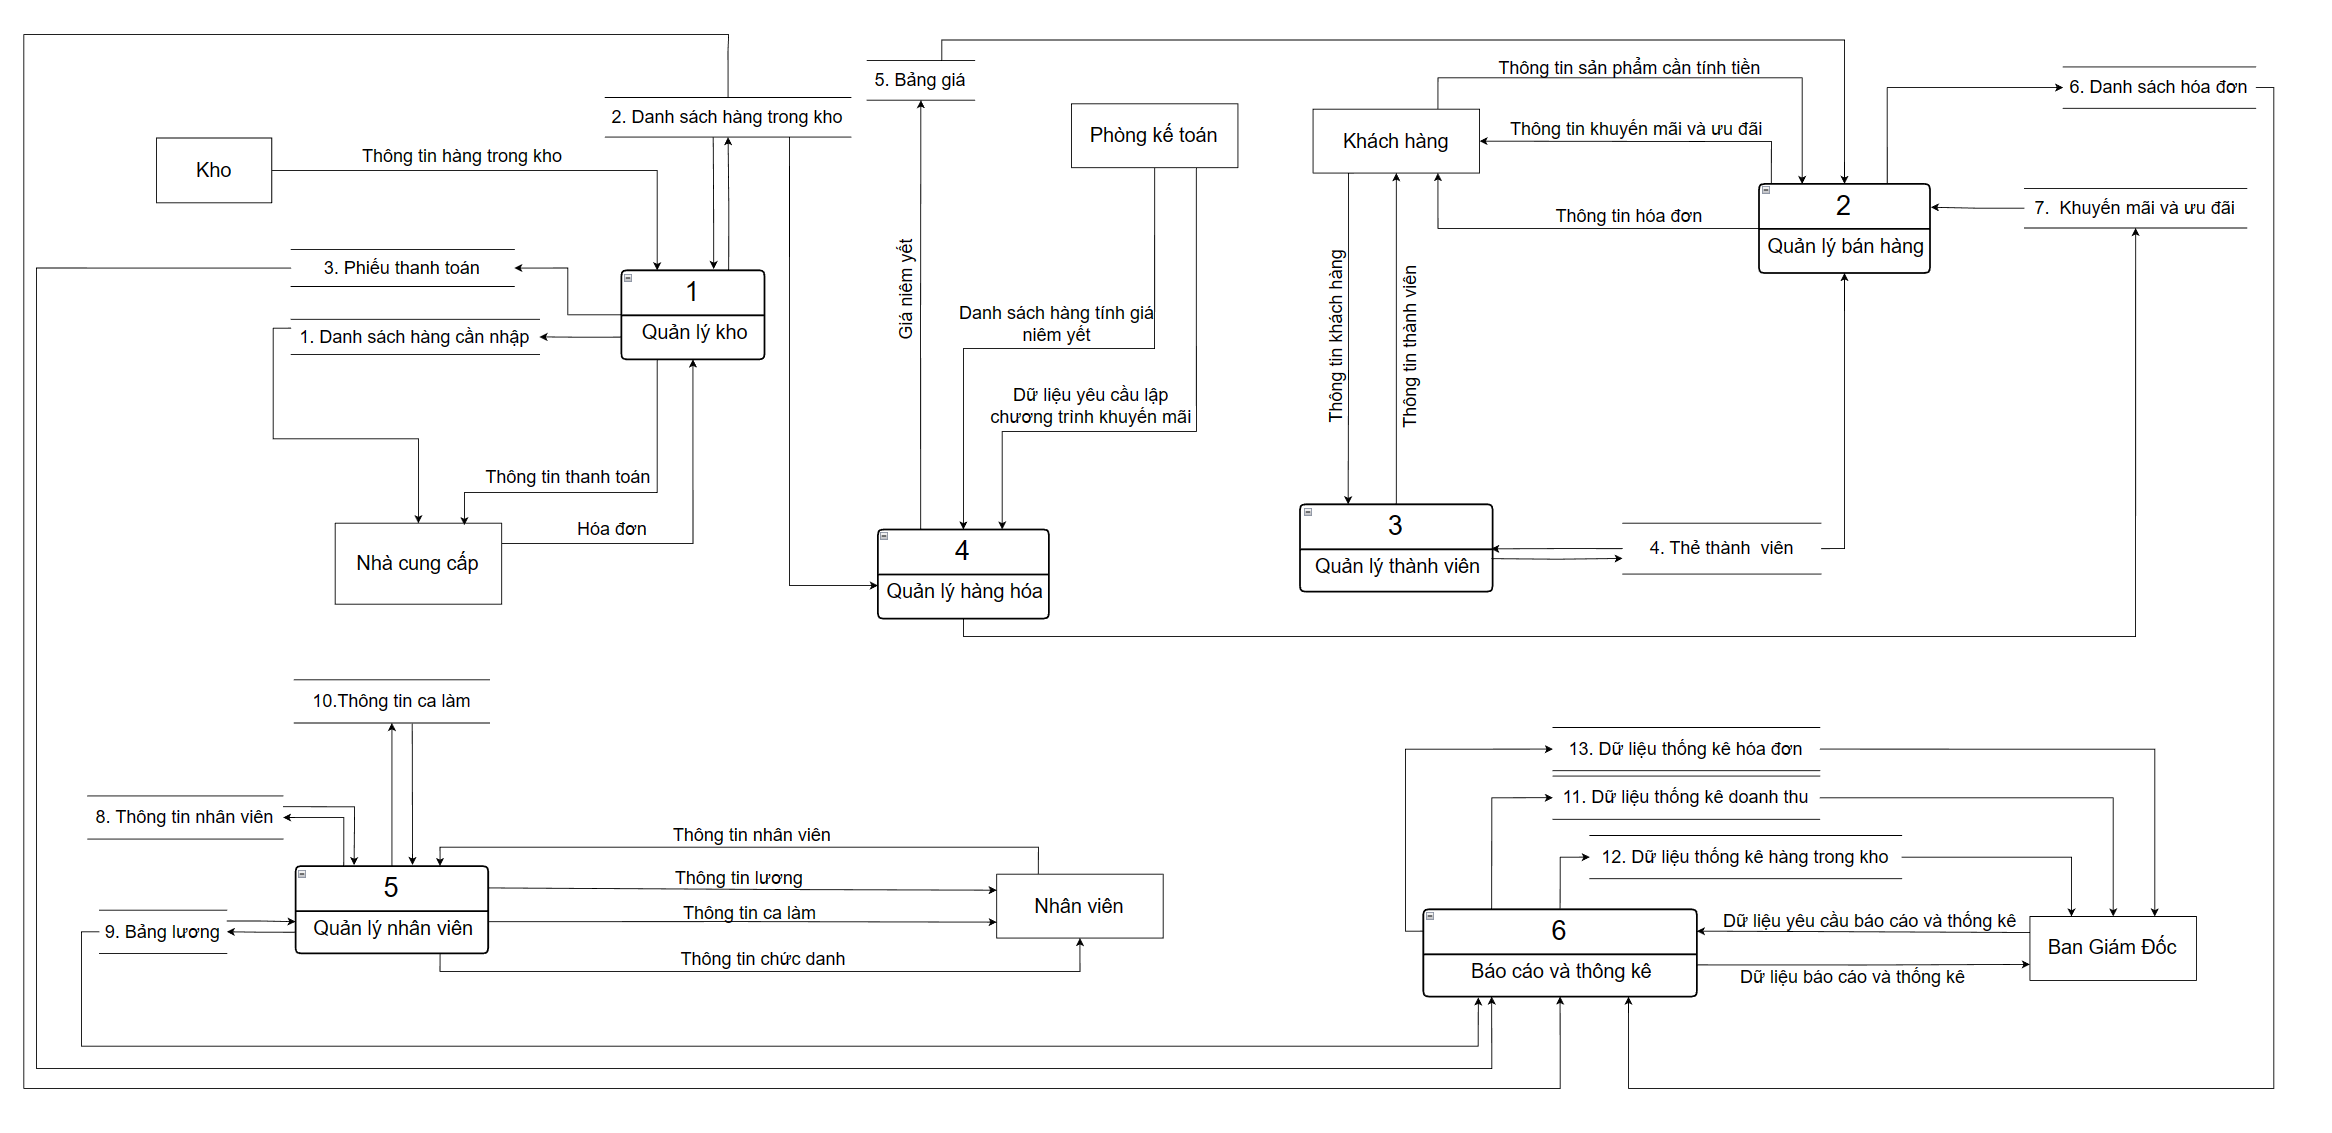 5. Bảng giá
Thông tin sản phẩm cần tính tiền
6. Danh sách hóa đơn
2. Danh sách hàng trong kho
Phòng kế toán
Khách hàng
Thông tin khuyến mãi và ưu đãi
Kho
Thông tin hàng trong kho
2
Quản lý bán hàng
7. Khuyến mãi và ưu đãi
Thông tin hóa đơn
3. Phiếu thanh toán
1
Quản lý kho
1. Danh sách hàng cần nhập
Giá niêm yết
Danh sách hàng tính giá
niêm yết
Thông tin khách hàng
Thông tin thành viên
Dữ liệu yêu cầu lập
chương trình khuyến mãi
Thông tin thanh toán
Hóa đơn
Nhà cung cấp
4
Quản lý hàng hóa
3
Quản lý thành viên
4. Thẻ thành viên
10.Thông tin ca làm
13. Dữ liệu thống kê hóa đơn
11. Dữ liệu thống kê doanh thu
8. Thông tin nhân viên
Thông tin nhân viên
12. Dữ liệu thống kê hàng trong kho
5
Quản lý nhân viên
Thông tin lương
Thông tin ca làm
Nhân viên
9. Bảng lương
Thông tin chức danh
6
Báo cáo và thông kê
Dữ liệu yêu cầu báo cáo và thống kê
Ban Giám Đốc
Dữ liệu báo cáo và thống kê